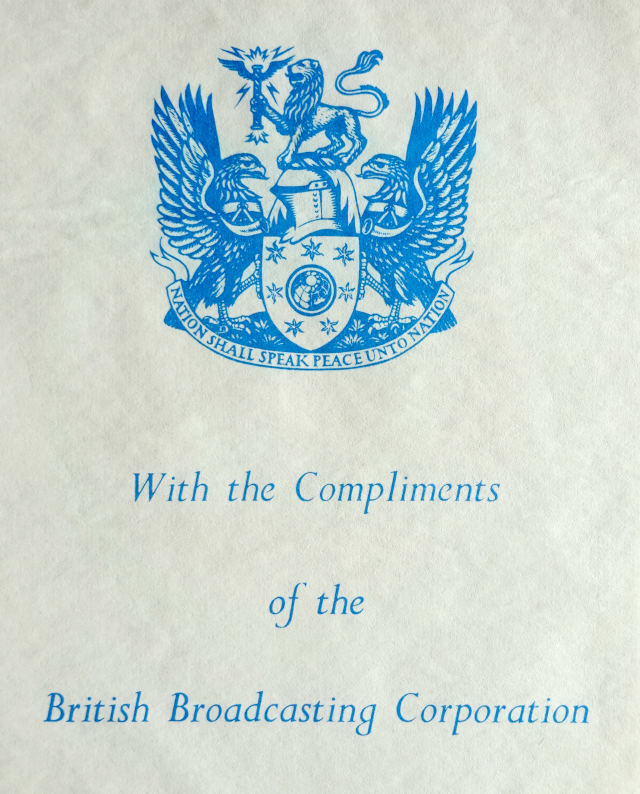 NATION SHALL SPEAK PEACE UNTO NATION
With the Compliments
of the
British Broadcasting Corporation